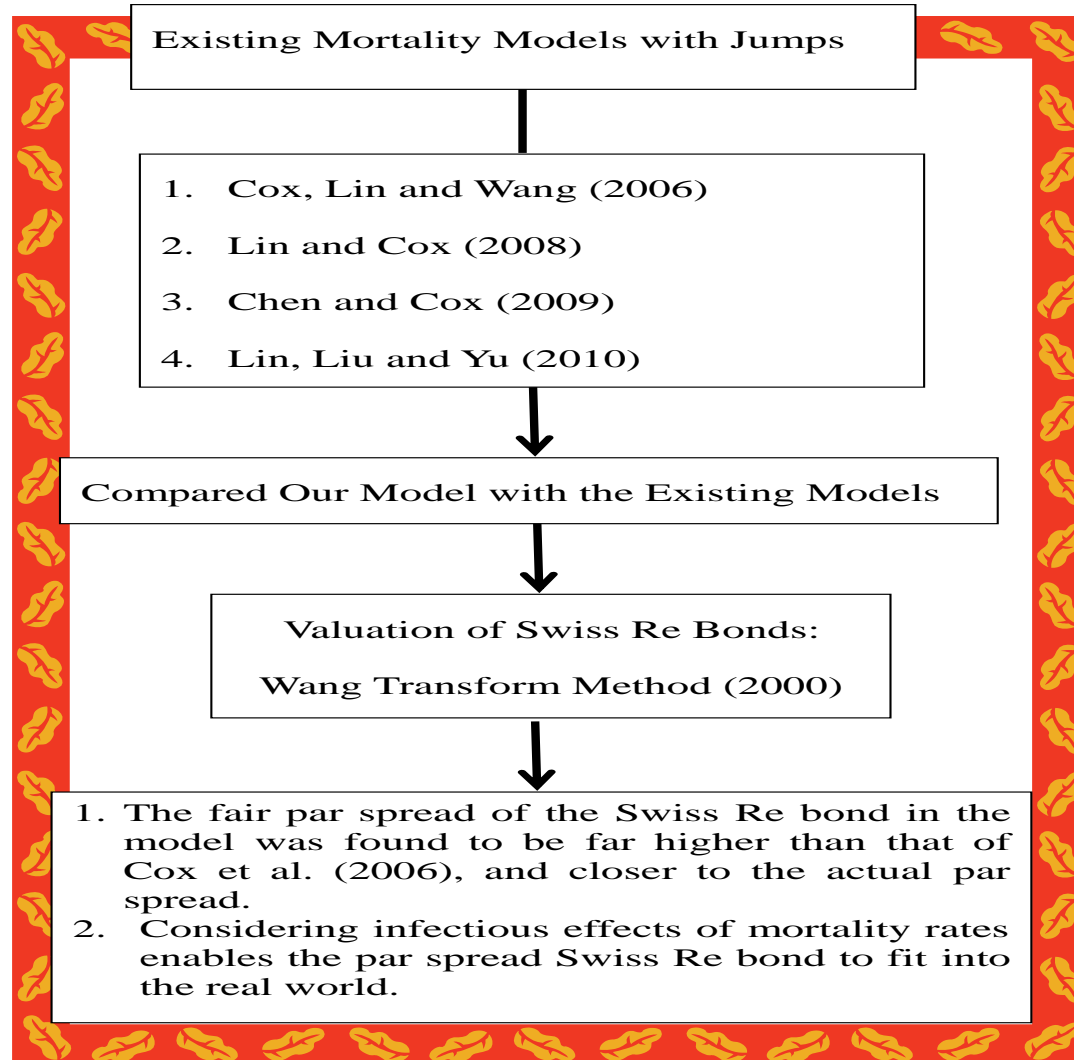 Existing Mortality Models with Jumps
1. Cox, Lin and Wang (2006)
2. Lin and Cox (2008)
3. Chen and Cox (2009)
4. Lin, Liu and Yu (2010)
Compared Our Model with the Existing Models
Valuation of Swiss Re Bonds:
Wang Transform Method (2000)
1. The fair par spread of the Swiss Re bond in the
model was found to be far higher than that of
Cox et al. (2006), and closer to the actual par
spread.
2. Considering infectious effects of mortality rates
enables the par spread Swiss Re bond to fit into
the real world.